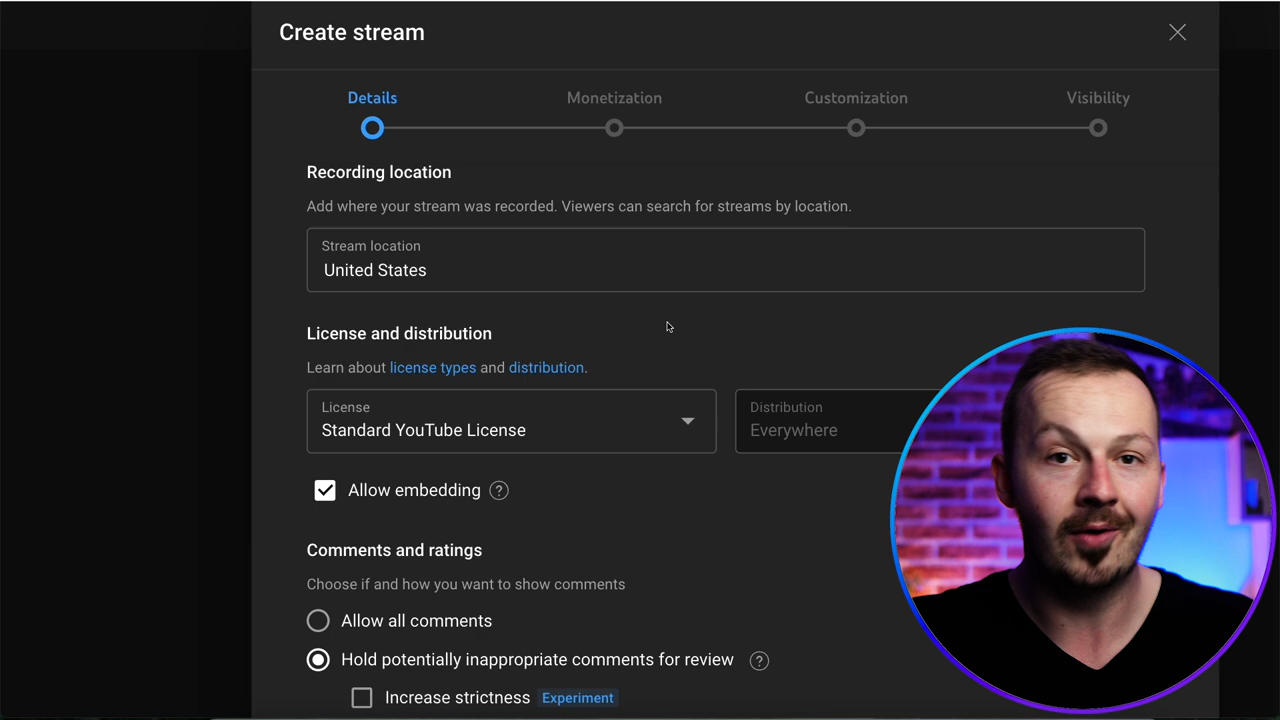 Create stream
Details Monetization Customization Visibility
Recording location
Add where your stream was recorded. Viewers can search for streams by location.
Stream location
United States
License and distribution
Learn about license types and distribution.
License
Standard YouTube License
Distribution
Everywhere
Allow embedding ?
Comments and ratings
Choose if and how you want to show comments
Allow all comments
Hold potentially inappropriate comments for review ?
Increase strictness Experiment